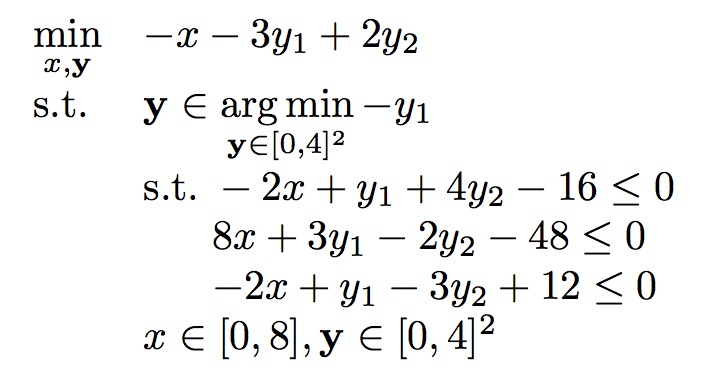 min −x − 3y₁ + 2y₂
x,y
s.t. y ∈ arg min −y₁
y∈[0,4]²
s.t. − 2x + y₁ + 4y₂ − 16 ≤ 0
8x + 3y₁ − 2y₂ − 48 ≤ 0
−2x + y₁ − 3y₂ + 12 ≤ 0
x ∈ [0, 8], y ∈ [0, 4]²